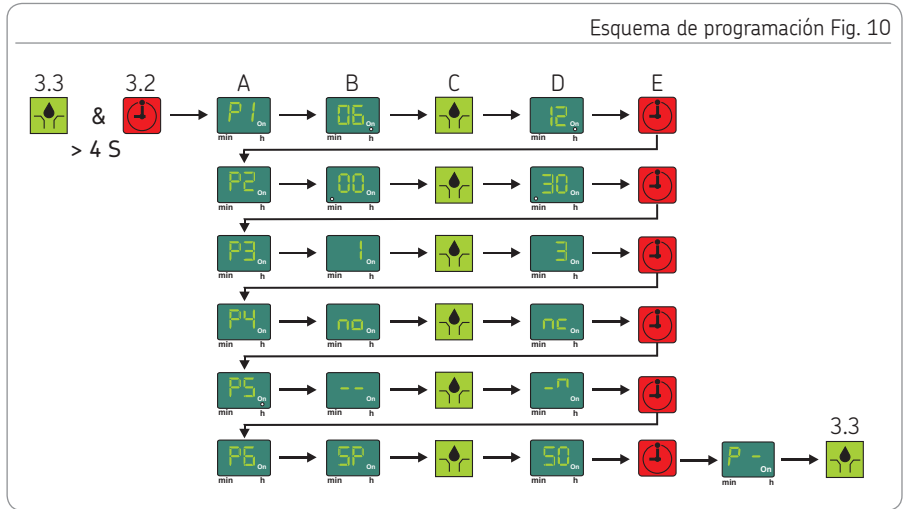 Esquema de programación Fig. 10
3.3 3.2 A B C D E
& P1 On 06 On 12 On
min h min h min h
> 4 S
P2 On 00 On 30 On
min h min h min h
P3 On 1 On 3 On
min h min h min h
P4 On no On nc On
min h min h min h
P5 On -- On -n On
min h min h min h
3.3
P6 On SP On SO On P - On
min h min h min h min h